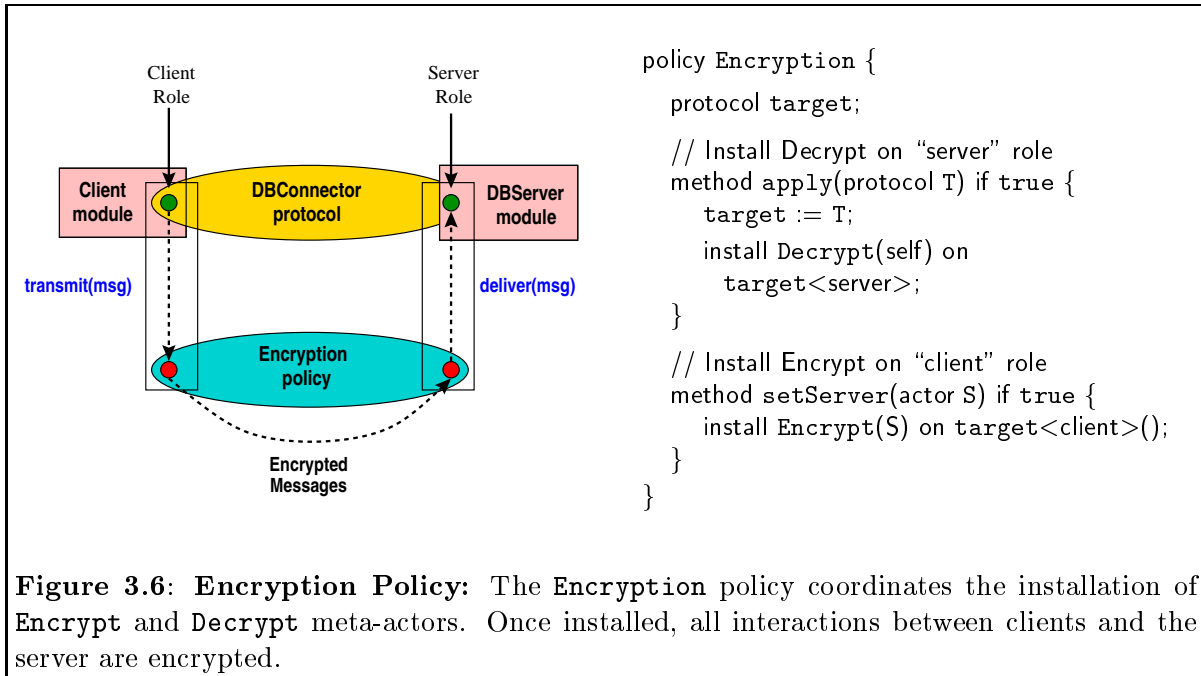 Client
Role
Server
Role
Client
module
DBConnector
protocol
DBServer
module
transmit(msg)
deliver(msg)
Encryption
policy
Encrypted
Messages
policy Encryption {
protocol target;
// Install Decrypt on “server” role
method apply(protocol T) if true {
target := T;
install Decrypt(self) on
target<server>;
}
// Install Encrypt on “client” role
method setServer(actor S) if true {
install Encrypt(S) on target<client>();
}
}
Figure 3.6: Encryption Policy: The Encryption policy coordinates the installation of
Encrypt and Decrypt meta-actors. Once installed, all interactions between clients and the
server are encrypted.